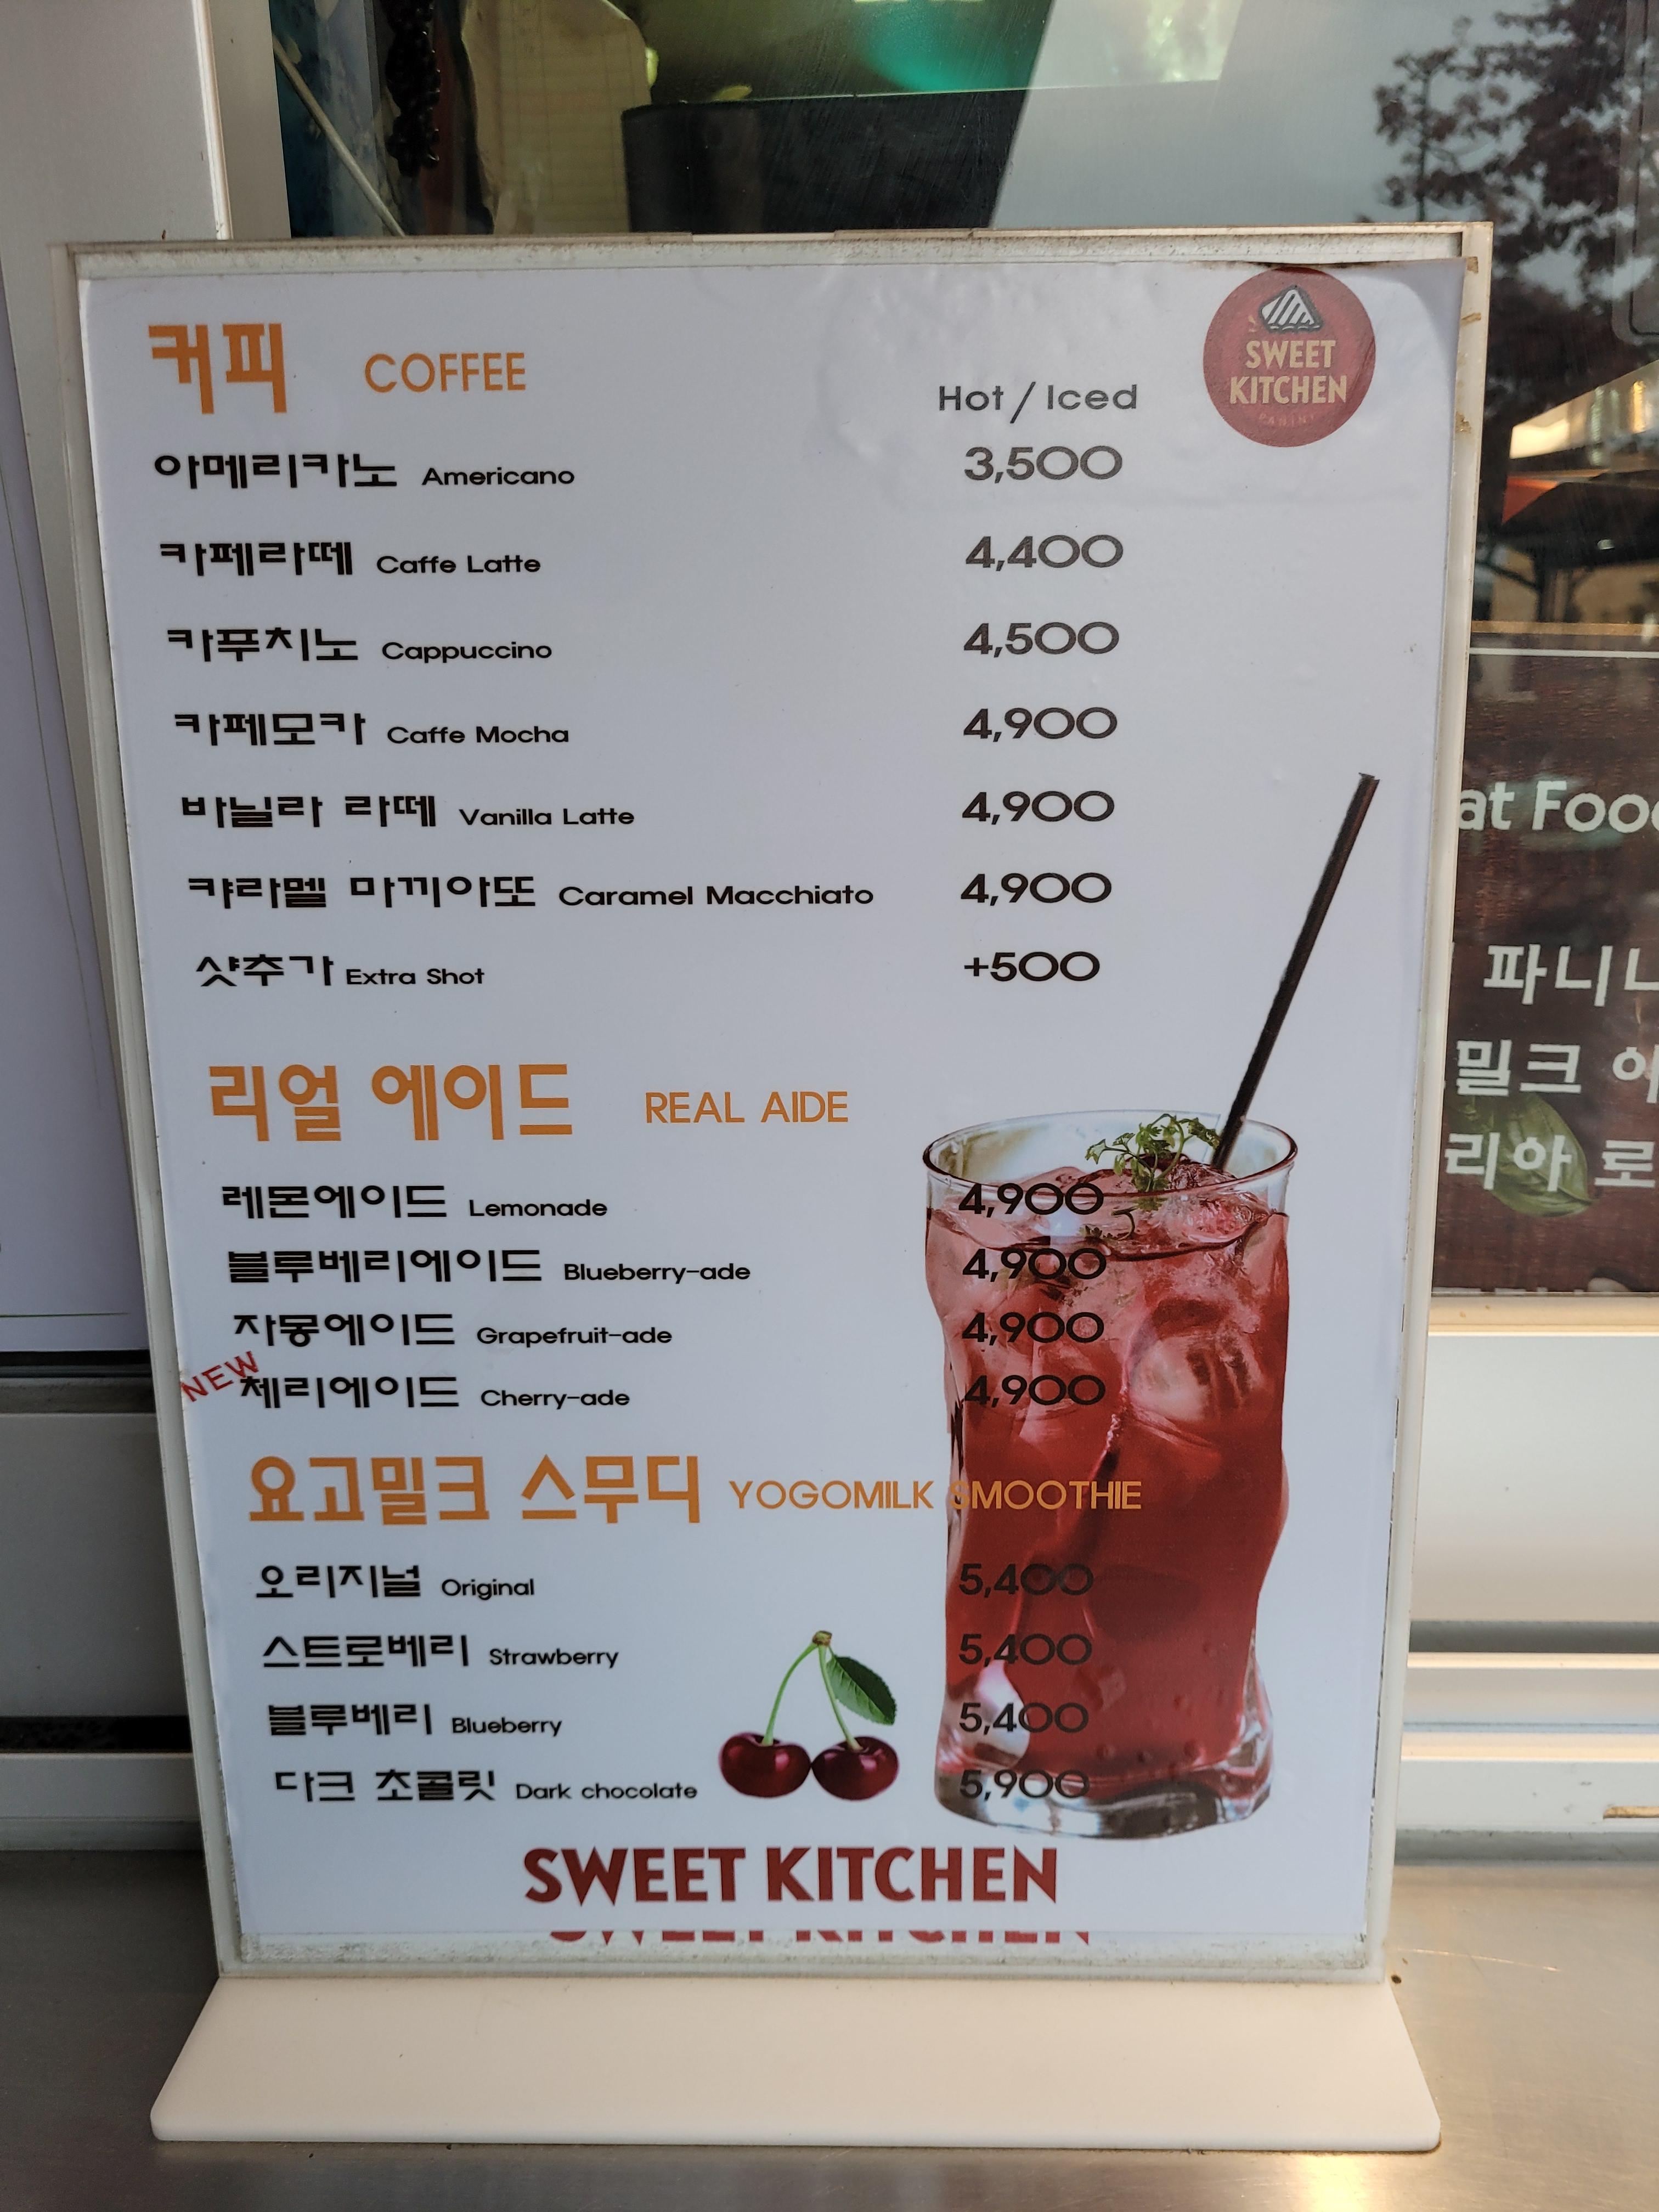 커피 COFFEE
Hot / Iced
SWEET
KITCHEN
아메리카노 Americano 3,500
카페라떼 Caffe Latte 4,400
카푸치노 Cappuccino 4,500
카페모카 Caffe Mocha 4,900
바닐라 라떼 Vanilla Latte 4,900
캬라멜 마끼아또 Caramel Macchiato 4,900
샷추가 Extra Shot +500
리얼 에이드 REAL AIDE
레몬에이드 Lemonade 4,900
블루베리에이드 Blueberry-ade 4,900
자몽에이드 Grapefruit-ade 4,900
NEW
체리에이드 Cherry-ade 4,900
요고밀크 스무디 YOGOMILK SMOOTHIE
오리지널 Original 5,400
스트로베리 Strawberry 5,400
블루베리 Blueberry 5,400
다크 초콜릿 Dark chocolate 5,900
SWEET KITCHEN
SWEET KITCHEN
at Foo
파니니
밀크
리아 로